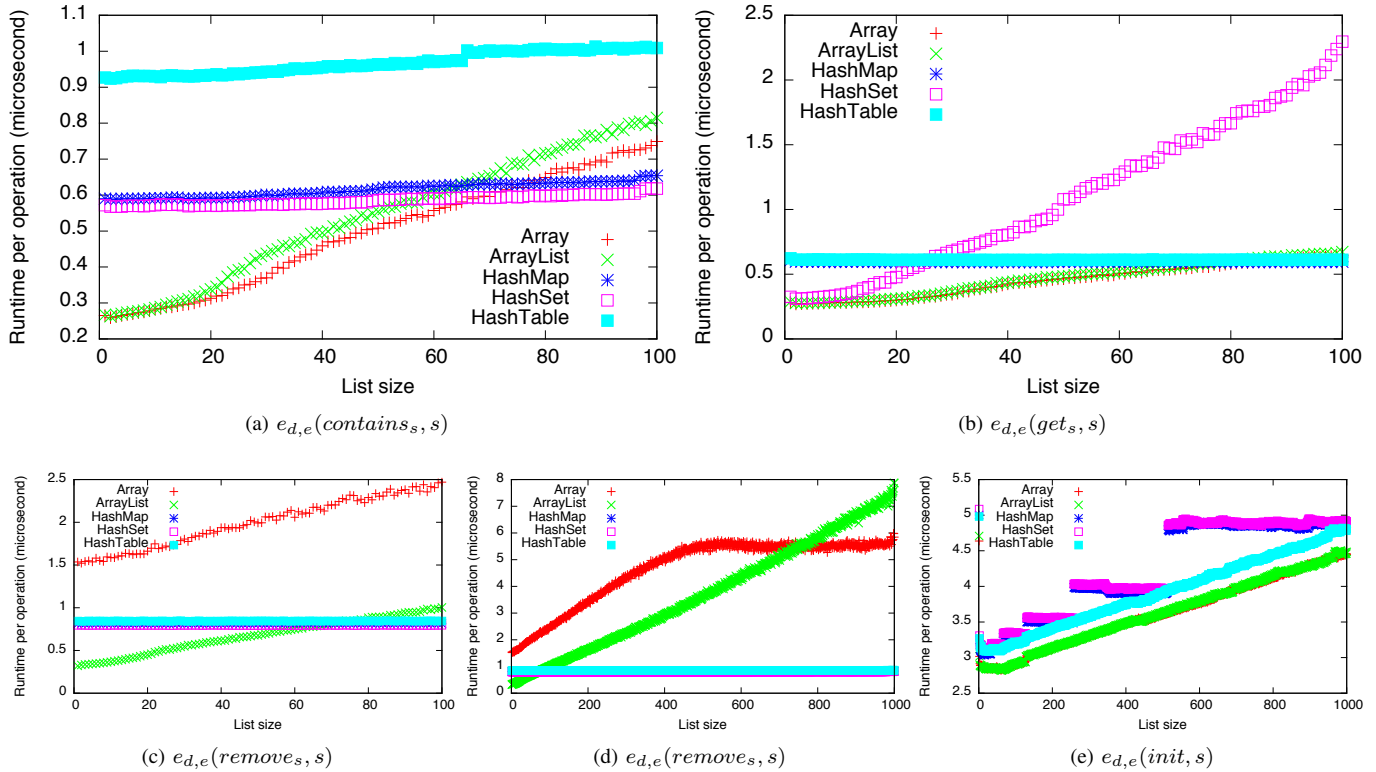 Runtime per operation (microsecond)
1.1
1
0.9
0.8
0.7
0.6
0.5
0.4
0.3
0.2
0 20 40 60 80 100
List size
Array
ArrayList
HashMap
HashSet
HashTable
(a) e_{d,e}(contains_s, s)
Runtime per operation (microsecond)
2.5
2
1.5
1
0.5
0
0 20 40 60 80 100
List size
Array
ArrayList
HashMap
HashSet
HashTable
(b) e_{d,e}(get_s, s)
Runtime per operation (microsecond)
2.5
2
1.5
1
0.5
0
0 20 40 60 80 100
List size
Array
ArrayList
HashMap
HashSet
HashTable
(c) e_{d,e}(remove_s, s)
Runtime per operation (microsecond)
8
7
6
5
4
3
2
1
0
0 200 400 600 800 1000
List size
Array
ArrayList
HashMap
HashSet
HashTable
(d) e_{d,e}(remove_s, s)
Runtime per operation (microsecond)
5.5
5
4.5
4
3.5
3
2.5
0 200 400 600 800 1000
List size
Array
ArrayList
HashMap
HashSet
HashTable
(e) e_{d,e}(init, s)